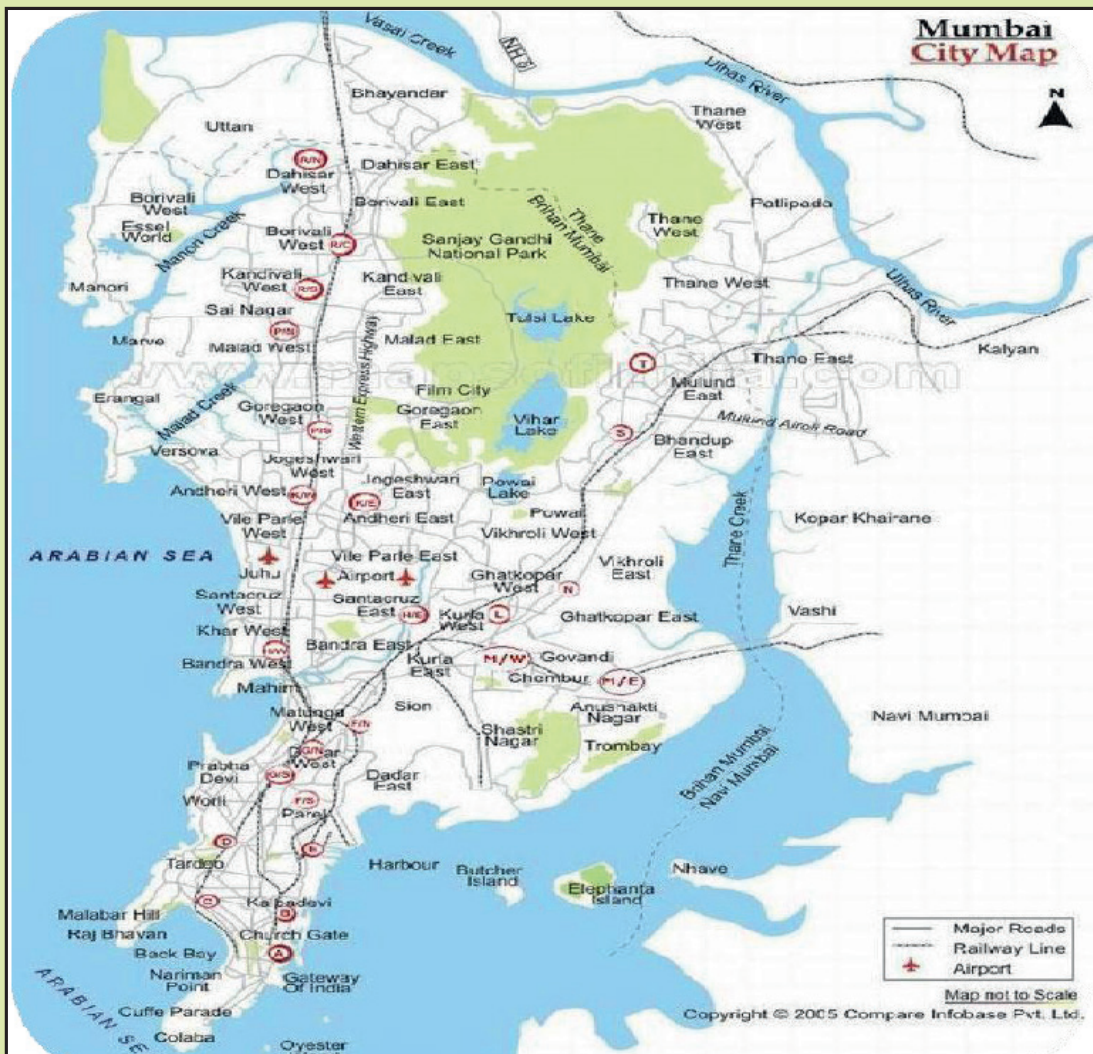 Mumbai
City Map
N
Vasai Creek
NH 8
Ulhas River
Bhayandar
Thane
West
Uttan
R/N
Dahisar
West
Dahisar East
Borivali
West
Borivali East
Essel
World
Manori Creek
Borivali
West
R/C
Sanjay Gandhi
National Park
Thane
Brihan Mumbai
Thane
West
Potlipada
Kandivali
West
Kandivali
East
Thane West
Ulhas River
Manori
Sai Nagar
P/N
Tulsi Lake
Marve
Malad West
Malad East
Thane East
Kalyan
www.mapsofindia.com
T
Western Express Highway
Erangal
Malad Creek
Film City
Mulund
East
Goregaon
West
Goregaon
East
Vihar
Lake
Mulund Airoli Road
P/S
S
Bhandup
East
Versova
Jogeshwari
West
Jogeshwari
East
Powai
Lake
Andheri West
K/W
K/E
Andheri East
Powai
Kopar Khairane
Vile Parle
West
Vikhroli West
Thane Creek
ARABIAN SEA
Vile Parle East
Vikhroli
East
Juhu
Airport
Ghatkopar
West
N
Santacruz
West
Santacruz
East
H/E
Kurla
West
L
Ghatkopar East
Vashi
Khar West
H/W
Bandra East
Kurla
East
M/W
Govandi
Bandra West
Chembur
M/E
Mahim
Sion
Anushakti
Nagar
Navi Mumbai
Matunga
West
F/N
Shastri
Nagar
Trombay
G/N
West
Prabha
Devi
G/S
Dadar
East
Brihan Mumbai
Navi Mumbai
Worli
F/S
Parel
D
E
Tardeo
Harbour
Butcher
Island
Elephanta
Island
Nhave
C
Kalbadevi
Malabar Hill
B
Raj Bhavan
Church Gate
Back Bay
A
Nariman
Point
Gateway
Of India
ARABIAN SE
Cuffe Parade
Colaba
Oyester
Major Roads
Railway Line
Airport
Map not to Scale
Copyright © 2005 Compare Infobase Pvt. Ltd.